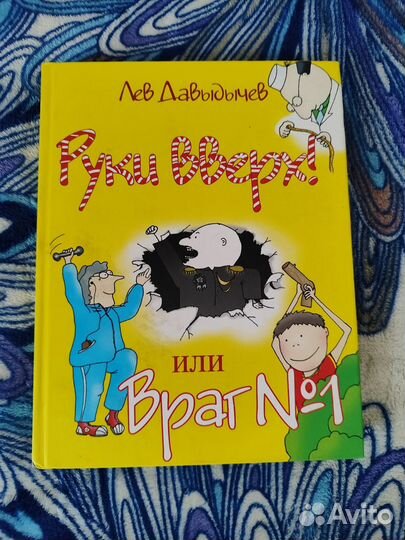 Лев Давыдычев
Руки вверх!
или
Враг №1
Avito